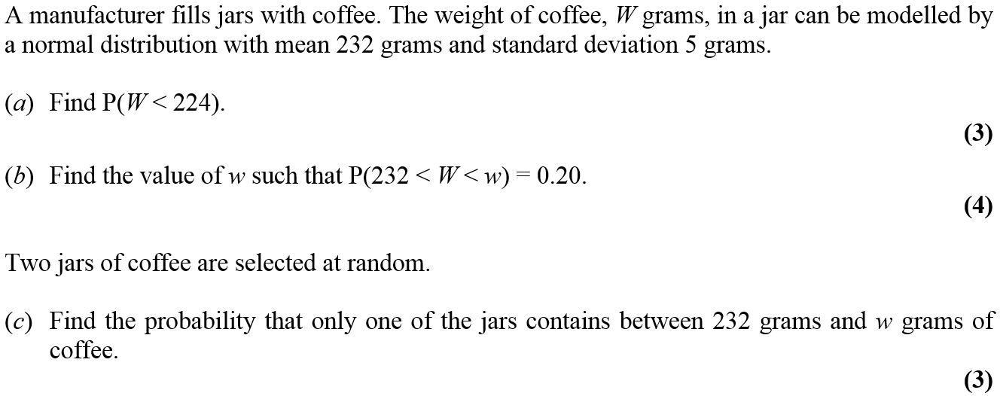 A manufacturer fills jars with coffee. The weight of coffee, W grams, in a jar can be modelled by
a normal distribution with mean 232 grams and standard deviation 5 grams.
(a) Find P(W < 224).
(3)
(b) Find the value of w such that P(232 < W < w) = 0.20.
(4)
Two jars of coffee are selected at random.
(c) Find the probability that only one of the jars contains between 232 grams and w grams of
coffee.
(3)